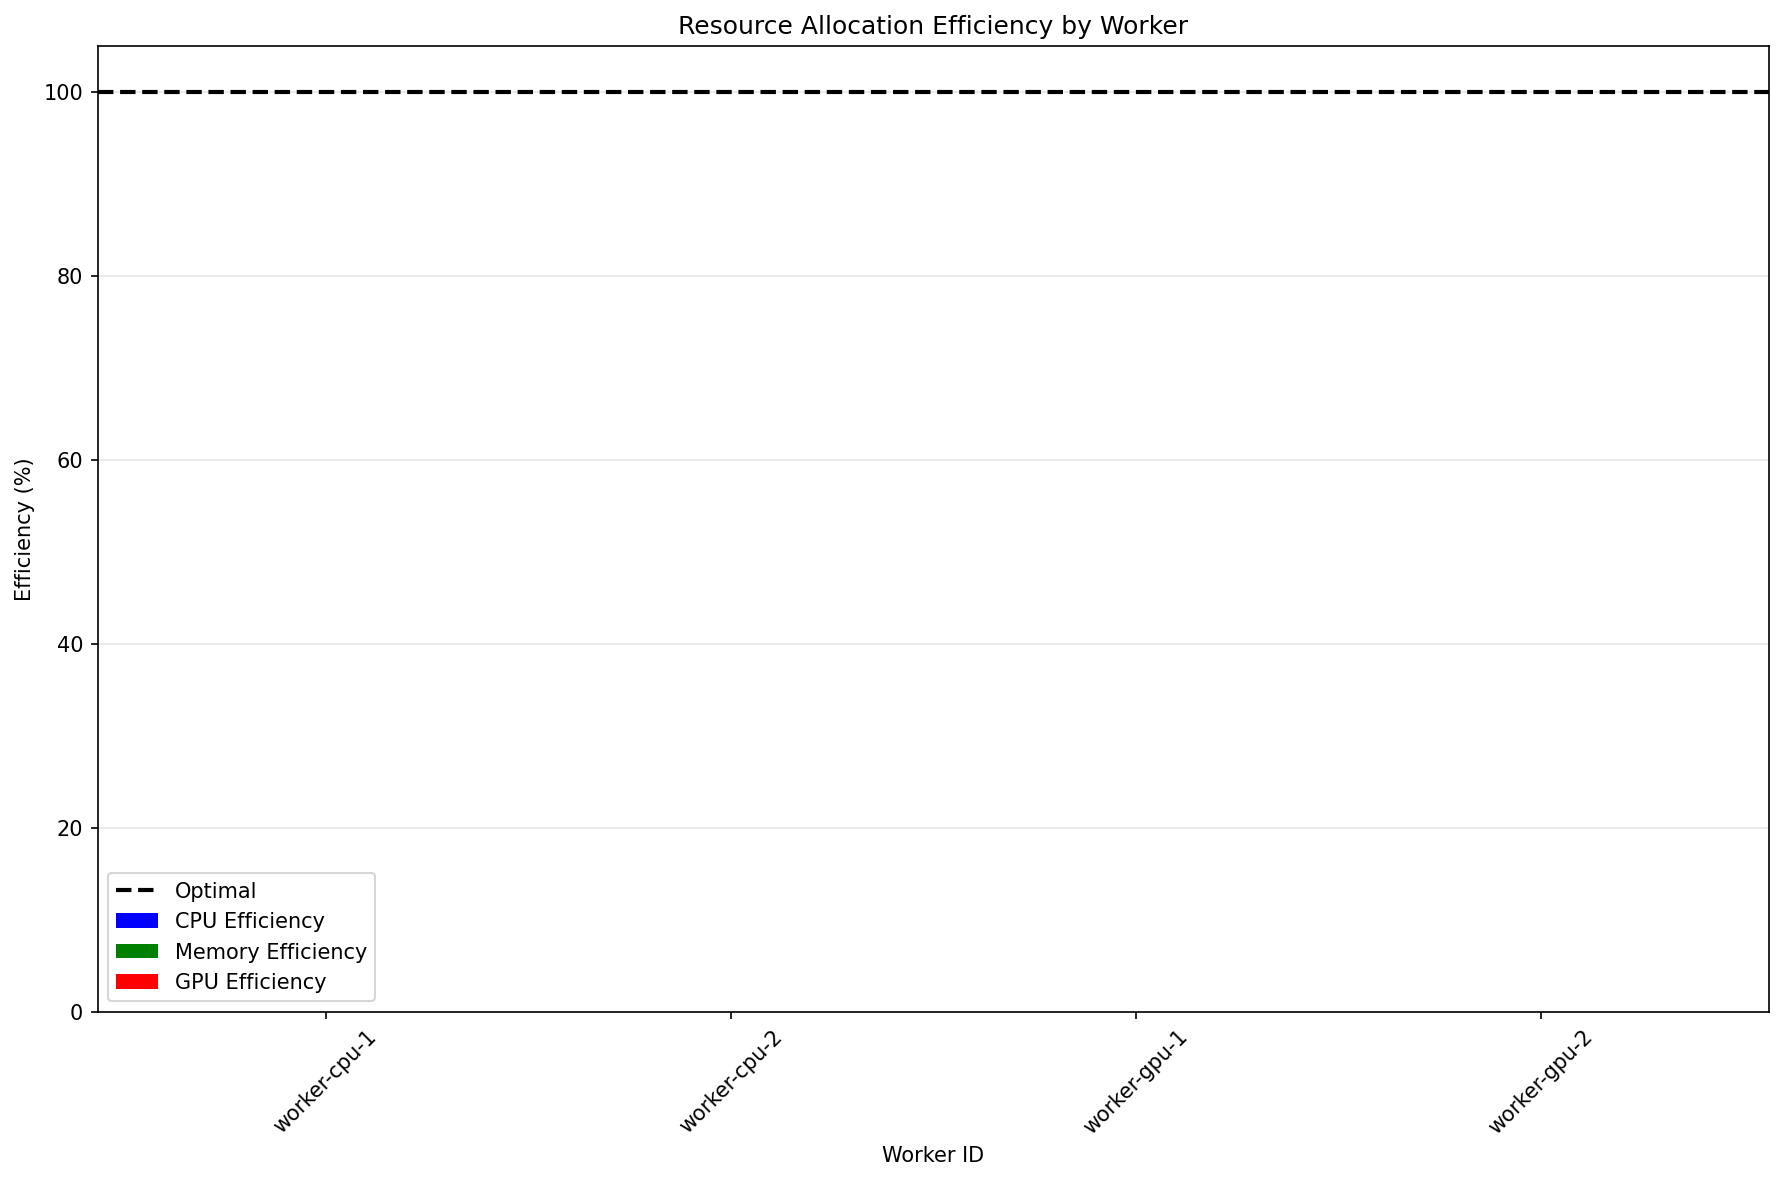 Resource Allocation Efficiency by Worker
Efficiency (%)
100
80
60
40
20
0
Optimal
CPU Efficiency
Memory Efficiency
GPU Efficiency
worker-cpu-1
worker-cpu-2
worker-gpu-1
worker-gpu-2
Worker ID